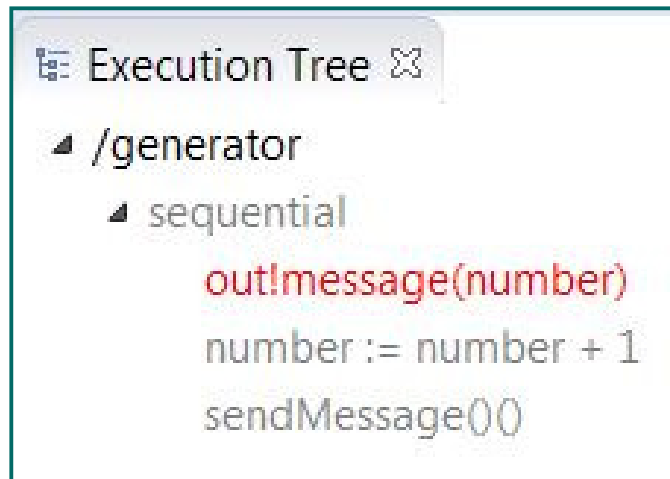 Execution Tree
/generator
sequential
out!message(number)
number := number + 1
sendMessage()()